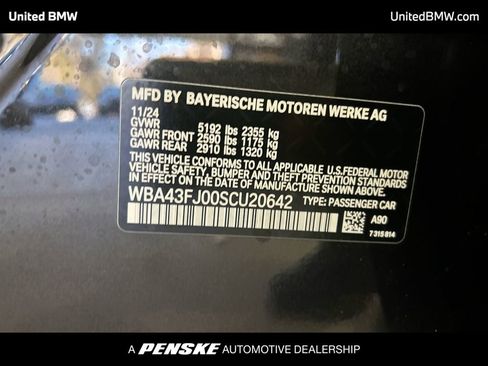 United BMW UnitedBMW.com
MFD BY BAYERISCHE MOTOREN WERKE AG
11/24
GVWR 5192 lbs 2355 kg
GAWR FRONT 2590 lbs 1175 kg
GAWR REAR 2910 lbs 1320 kg
THIS VEHICLE CONFORMS TO ALL APPLICABLE U.S. FEDERAL MOTOR
VEHICLE SAFETY, BUMPER AND THEFT PREVENTION STANDARDS IN
EFFECT ON THE DATE OF MANUFACTURE SHOWN ABOVE.
WBA43FJ00SCU20642 TYPE: PASSENGER CAR
A90
7315814
A PENSKE AUTOMOTIVE DEALERSHIP